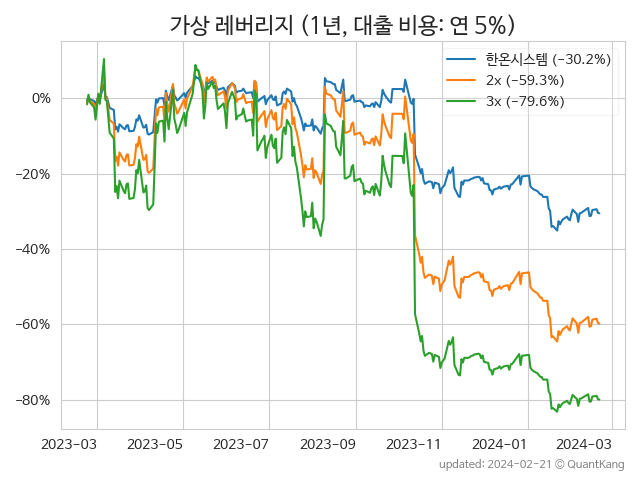 가상 레버리지 (1년, 대출 비용: 연 5%)
한온시스템 (−30.2%)
2x (−59.3%)
3x (−79.6%)
0%
−20%
−40%
−60%
−80%
2023-03 2023-05 2023-07 2023-09 2023-11 2024-01 2024-03
updated: 2024-02-21 © QuantKang